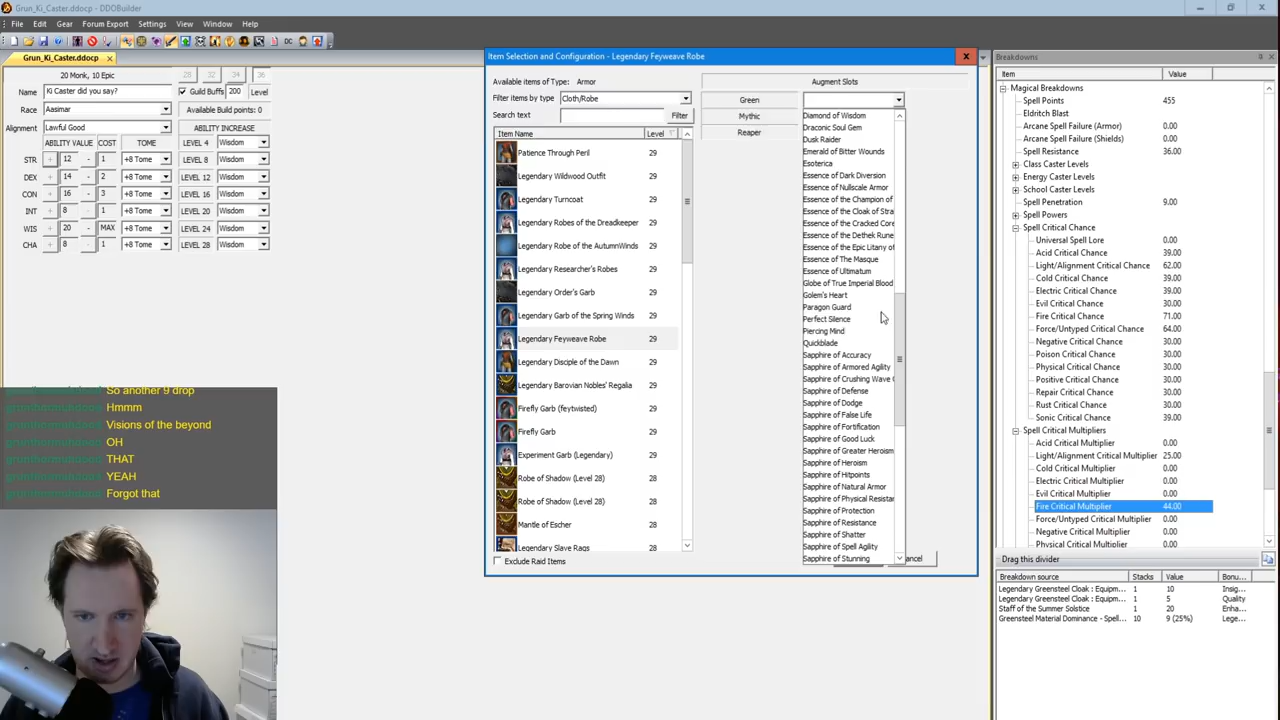 Grun_Ki_Caster.ddocp - DDOBuilder
File Edit Gear Forum Export Settings View Window Help
Grun_Ki_Caster.ddocp ×
20 Monk, 10 Epic 28 32 34 36
Name Ki Caster did you say? Guild Buffs 200 Level
Race Aasimar Available Build points: 0
Alignment Lawful Good ABILITY INCREASE
ABILITY VALUE COST TOME LEVEL 4 Wisdom
STR + 12 - 1 +8 Tome LEVEL 8 Wisdom
DEX + 14 - 2 +8 Tome LEVEL 12 Wisdom
CON + 16 - 3 +8 Tome LEVEL 16 Wisdom
INT + 8 - 1 +8 Tome LEVEL 20 Wisdom
WIS + 20 - MAX +8 Tome LEVEL 24 Wisdom
CHA + 8 - 1 +8 Tome LEVEL 28 Wisdom
So another 9 drop
Hmmm
Visions of the beyond
OH
THAT
YEAH
Forgot that
Item Selection and Configuration - Legendary Feyweave Robe
Available items of Type: Armor
Filter items by type Cloth/Robe
Search text Filter
Item Name Level
Patience Through Peril 29
Legendary Wildwood Outfit 29
Legendary Turncoat 29
Legendary Robes of the Dreadkeeper 29
Legendary Robe of the AutumnWinds 29
Legendary Researcher's Robes 29
Legendary Order's Garb 29
Legendary Garb of the Spring Winds 29
Legendary Feyweave Robe 29
Legendary Disciple of the Dawn 29
Legendary Barovian Nobles' Regalia 29
Firefly Garb (feytwisted) 29
Firefly Garb 29
Experiment Garb (Legendary) 29
Robe of Shadow (Level 28) 28
Robe of Shadow (Level 28) 28
Mantle of Escher 28
Legendary Slave Rags 28
Exclude Raid Items
Augment Slots
Green
Mythic
Reaper
Diamond of Wisdom
Draconic Soul Gem
Dusk Raider
Emerald of Bitter Wounds
Esoterica
Essence of Dark Diversion
Essence of Nullscale Armor
Essence of the Champion of
Essence of the Cloak of Stra
Essence of the Cracked Core
Essence of the Dethek Rune
Essence of the Epic Litany of
Essence of The Masque
Essence of Ultimatum
Globe of True Imperial Blood
Golem's Heart
Paragon Guard
Perfect Silence
Piercing Mind
Quickblade
Sapphire of Accuracy
Sapphire of Armored Agility
Sapphire of Crushing Wave
Sapphire of Defense
Sapphire of Dodge
Sapphire of False Life
Sapphire of Fortification
Sapphire of Good Luck
Sapphire of Greater Heroism
Sapphire of Heroism
Sapphire of Hitpoints
Sapphire of Natural Armor
Sapphire of Physical Resistan
Sapphire of Protection
Sapphire of Resistance
Sapphire of Shatter
Sapphire of Spell Agility
Sapphire of Stunning
ancel
Breakdowns
Item Value
Magical Breakdowns
Spell Points 455
Eldritch Blast
Arcane Spell Failure (Armor)
Arcane Spell Failure (Shields)
Spell Resistance 36.00
Class Caster Levels
Energy Caster Levels
School Caster Levels
Spell Penetration 9.00
Spell Powers
Spell Critical Chance
Universal Spell Lore 0.00
Acid Critical Chance 39.00
Light/Alignment Critical Chance 62.00
Cold Critical Chance 39.00
Electric Critical Chance 39.00
Evil Critical Chance 30.00
Fire Critical Chance 71.00
Force/Untyped Critical Chance 64.00
Negative Critical Chance 30.00
Poison Critical Chance 39.00
Physical Critical Chance 39.00
Positive Critical Chance 30.00
Repair Critical Chance 30.00
Rust Critical Chance 30.00
Sonic Critical Chance 39.00
Spell Critical Multipliers
Acid Critical Multiplier 0.00
Light/Alignment Critical Multiplier 25.00
Cold Critical Multiplier 0.00
Electric Critical Multiplier 0.00
Evil Critical Multiplier 0.00
Fire Critical Multiplier 44.00
Force/Untyped Critical Multiplier 0.00
Negative Critical Multiplier 0.00
Poison Critical Multiplier 0.00
Physical Critical Multiplier 0.00
Drag this divider
Breakdown source Stacks Value Bonu...
Legendary Greensteel Cloak : Equipm... 1 10 Insig...
Legendary Greensteel Cloak : Equipm... 1 5 Quality
Staff of the Summer Solstice 1 20 Enha...
Greensteel Material Dominance - Spell... 10 9 (25%) Lege...